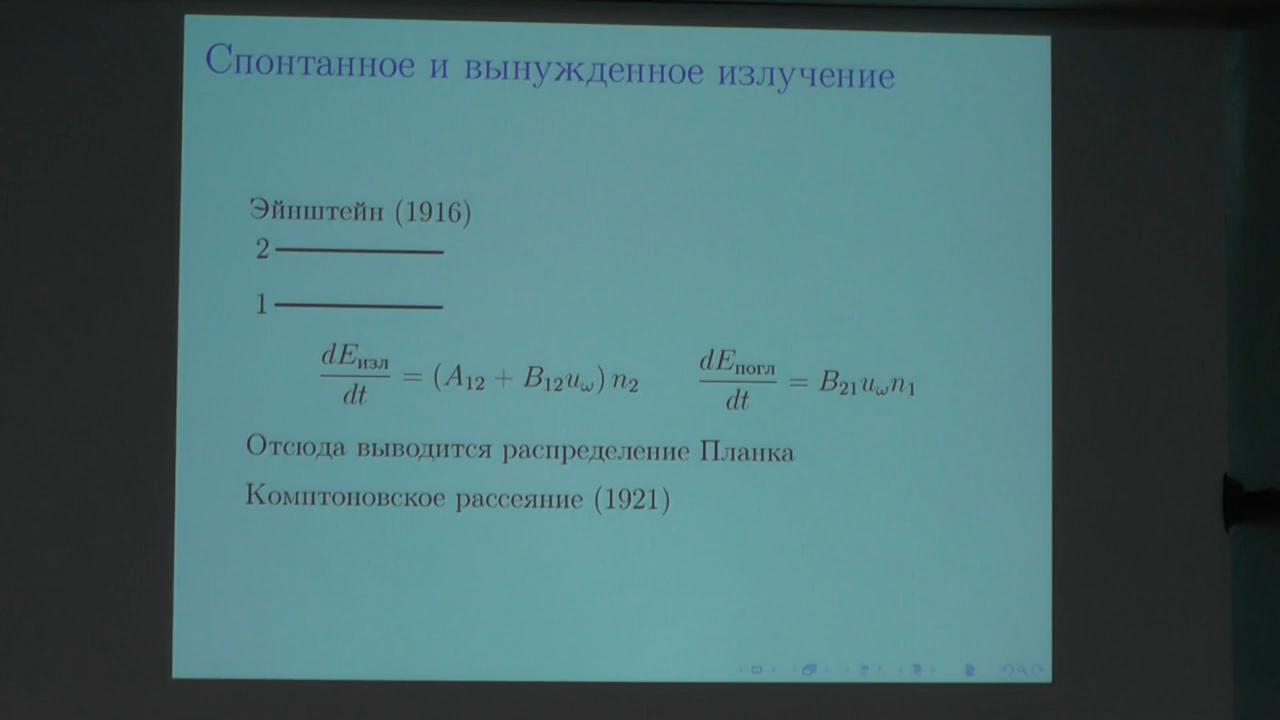 Спонтанное и вынужденное излучение
Эйнштейн (1916)
2
1
dE_изл/dt = (A_12 + B_12 u_ω) n_2    dE_погл/dt = B_21 u_ω n_1
Отсюда выводится распределение Планка
Комптоновское рассеяние (1921)